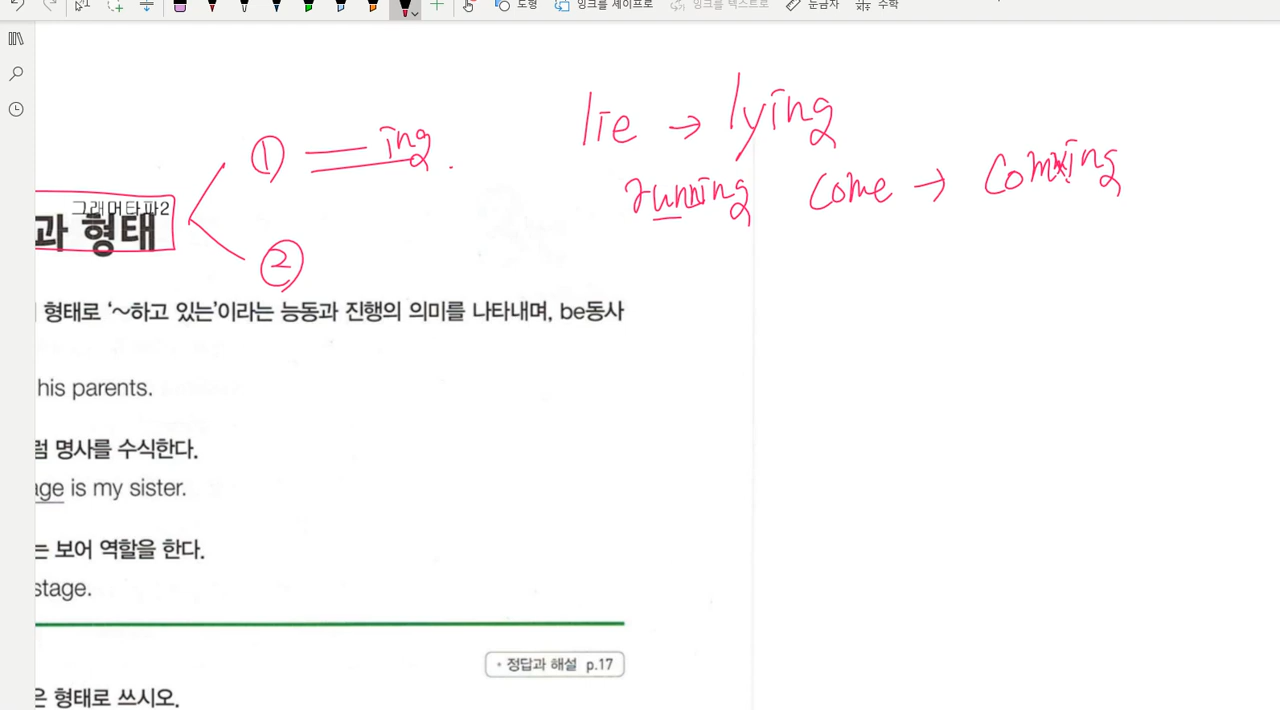 도형 잉크를 셰이프로 잉크를 텍스트로 눈금자 수학
lie → lying
① ing
running come → coming
그래머타파2
과 형태
②
형태로 ‘~하고 있는’이라는 능동과 진행의 의미를 나타내며, be동사
his parents.
럼 명사를 수식한다.
age is my sister.
는 보어 역할을 한다.
stage.
• 정답과 해설 p.17
은 형태로 쓰시오.